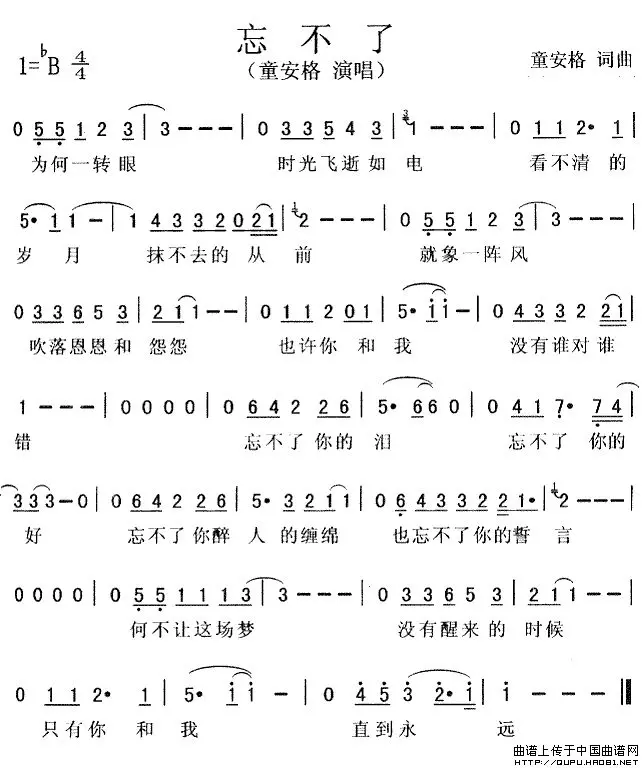 忘不了
1=♭B 4/4
（童安格 演唱）
童安格 词曲
0 5 5 1 2 3 | 3 - - - | 0 3 3 5 4 3 | 1 - - - | 0 1 1 2· 1 |
为何一转眼 时光飞逝如电 看不清的
5· 1 1 - | 1 4 3 3 2 0 2 1 | 2 - - - | 0 5 5 1 2 3 | 3 - - - |
岁月 抹不去的从前 就象一阵风
0 3 3 6 5 3 | 2 1 1 - - | 0 1 1 2 0 1 | 5· i i - | 0 4 3 3 2 2 1 |
吹落恩恩和怨怨 也许你和我 没有谁对谁
1 - - - | 0 0 0 0 | 0 6 4 2 2 6 | 5· 6 6 0 | 0 4 1 7· 7 4 |
错 忘不了你的泪 忘不了你的
3 3 3 - 0 | 0 6 4 2 2 6 | 5· 3 2 1 1 | 0 6 4 3 3 2 2 1· | 2 - - - |
好 忘不了你醉人的缠绵 也忘不了你的誓言
0 0 0 0 | 0 5 5 1 1 1 3 | 3 - - - | 0 3 3 6 5 3 | 2 1 1 - |
何不让这场梦 没有醒来的时候
0 1 1 2· 1 | 5· i i - | 0 4 5 3 2· i | i - - ‖
只有你和我 直到永远
曲谱上传于中国曲谱网
HTTP://QUPU.HAO81.NET